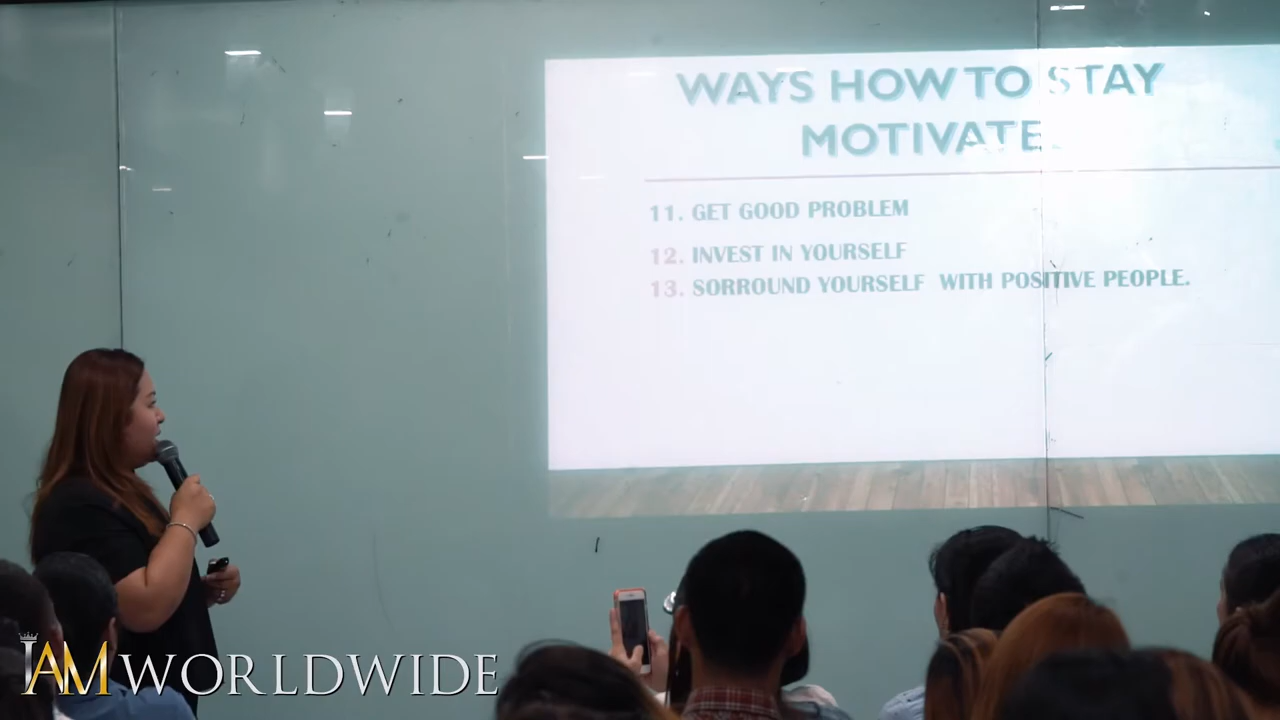 WAYS HOW TO STAY
MOTIVATE
11. GET GOOD PROBLEM
12. INVEST IN YOURSELF
13. SORROUND YOURSELF WITH POSITIVE PEOPLE.
IAM WORLDWIDE